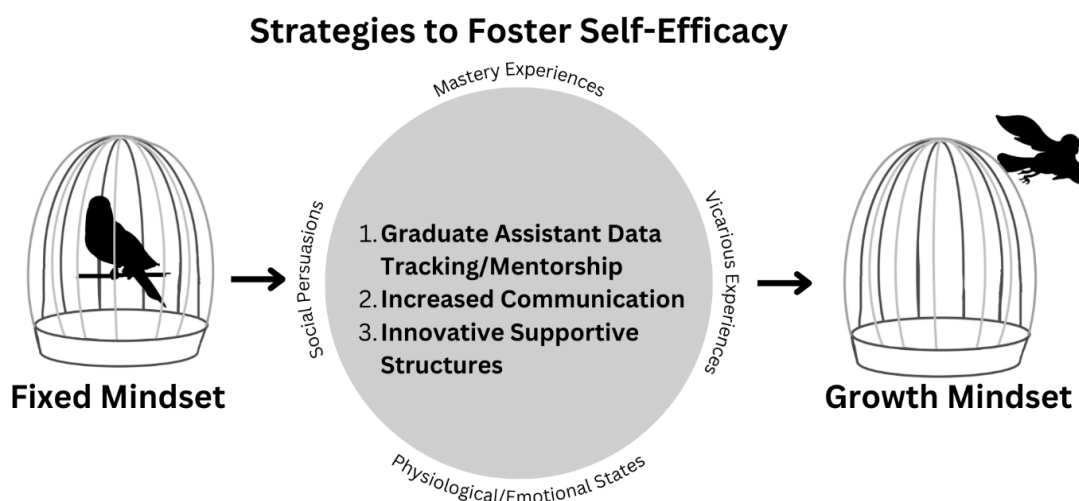 Strategies to Foster Self-Efficacy
Mastery Experiences
Social Persuasions
Vicarious Experiences
1. Graduate Assistant Data
Tracking/Mentorship
2. Increased Communication
3. Innovative Supportive
Structures
Fixed Mindset
Growth Mindset
Physiological/Emotional States